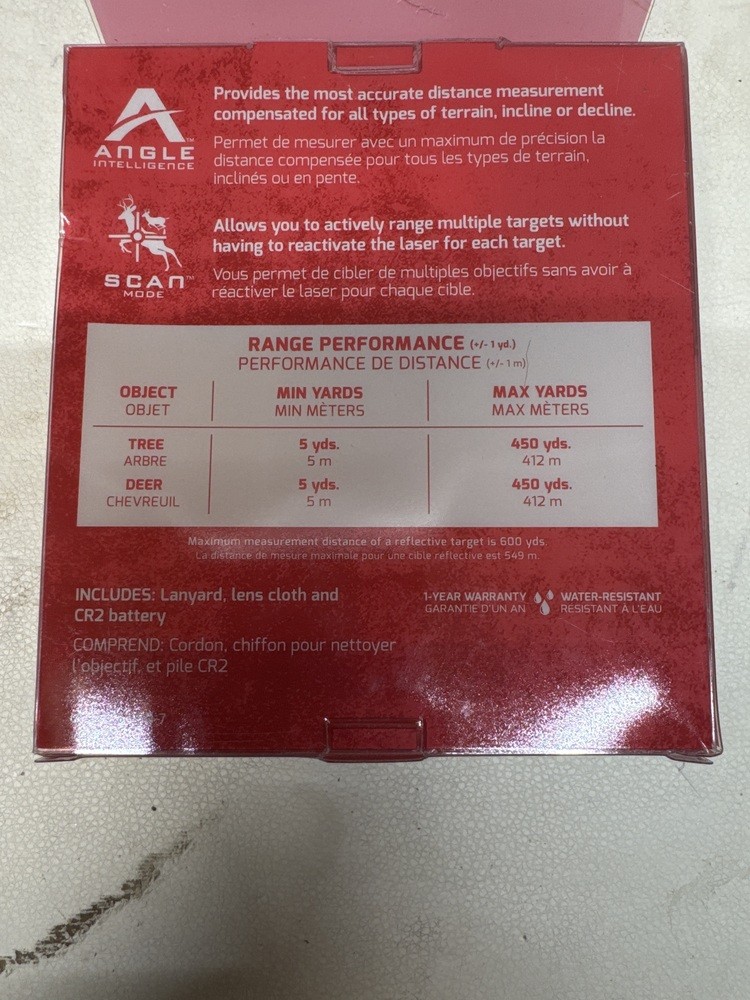 ANGLE
INTELLIGENCE
Provides the most accurate distance measurement
compensated for all types of terrain, incline or decline.
Permet de mesurer avec un maximum de précision la
distance compensée pour tous les types de terrain,
inclinés ou en pente.
SCAN™
MODE
Allows you to actively range multiple targets without
having to reactivate the laser for each target.
Vous permet de cibler de multiples objectifs sans avoir à
réactiver le laser pour chaque cible.
RANGE PERFORMANCE (+/- 1 yd.)
PERFORMANCE DE DISTANCE (+/- 1 m)
OBJECT MIN YARDS MAX YARDS
OBJET MIN MÈTERS MAX MÈTERS
TREE 5 yds. 450 yds.
ARBRE 5 m 412 m
DEER 5 yds. 450 yds.
CHEVREUIL 5 m 412 m
Maximum measurement distance of a reflective target is 600 yds.
La distance de mesure maximale pour une cible réflective est 549 m.
INCLUDES: Lanyard, lens cloth and
CR2 battery
COMPREND: Cordon, chiffon pour nettoyer
l'objectif, et pile CR2
1-YEAR WARRANTY
GARANTIE D'UN AN
WATER-RESISTANT
RÉSISTANT À L'EAU